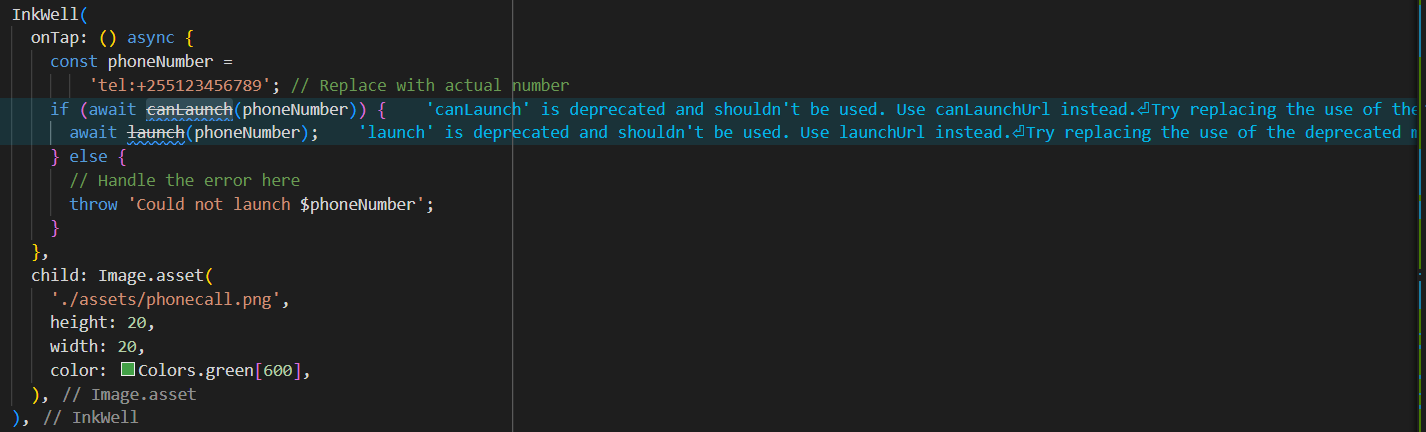 InkWell(
onTap: () async {
const phoneNumber =
'tel:+255123456789'; // Replace with actual number
if (await canLaunch(phoneNumber)) { 'canLaunch' is deprecated and shouldn't be used. Use canLaunchUrl instead.⏎Try replacing the use of the
await launch(phoneNumber); 'launch' is deprecated and shouldn't be used. Use launchUrl instead.⏎Try replacing the use of the deprecated m
} else {
// Handle the error here
throw 'Could not launch $phoneNumber';
}
},
child: Image.asset(
'./assets/phonecall.png',
height: 20,
width: 20,
color: Colors.green[600],
), // Image.asset
), // InkWell